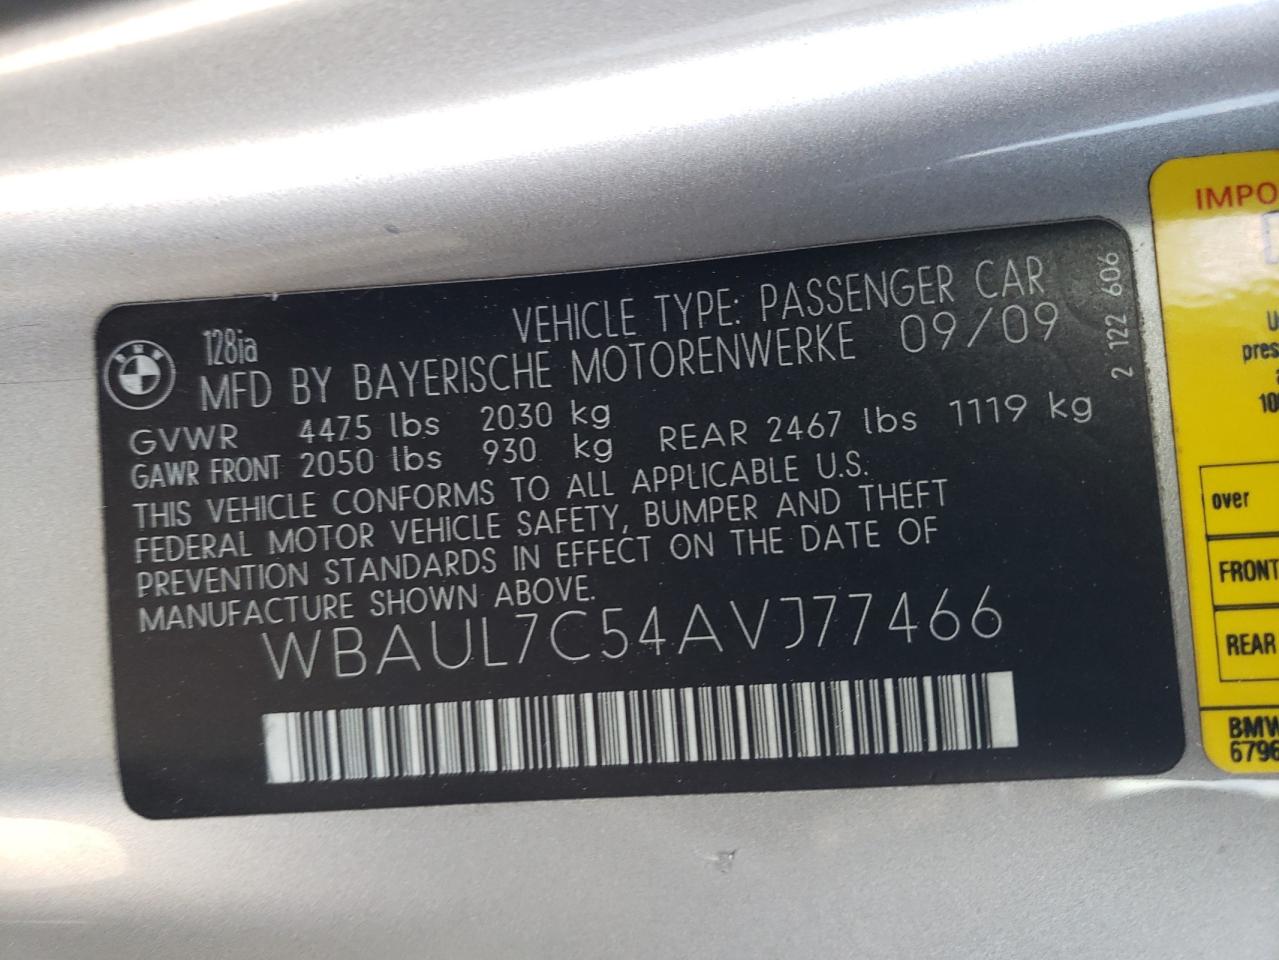 128ia VEHICLE TYPE: PASSENGER CAR
MFD BY BAYERISCHE MOTORENWERKE 09/09
GVWR 4475 lbs 2030 kg
GAWR FRONT 2050 lbs 930 kg REAR 2467 lbs 1119 kg
THIS VEHICLE CONFORMS TO ALL APPLICABLE U.S.
FEDERAL MOTOR VEHICLE SAFETY, BUMPER AND THEFT
PREVENTION STANDARDS IN EFFECT ON THE DATE OF
MANUFACTURE SHOWN ABOVE.
WBAUL7C54AVJ77466
2 122 606
BMW
IMPO
pres
over
FRONT
REAR
BMW
6796